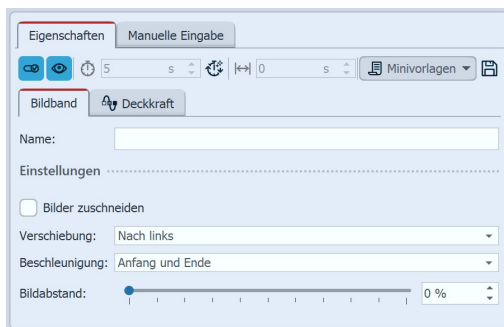 Eigenschaften Manuelle Eingabe
5 s 0 s Minivorlagen
Bildband Deckkraft
Name:
Einstellungen
Bilder zuschneiden
Verschiebung: Nach links
Beschleunigung: Anfang und Ende
Bildabstand: 0 %